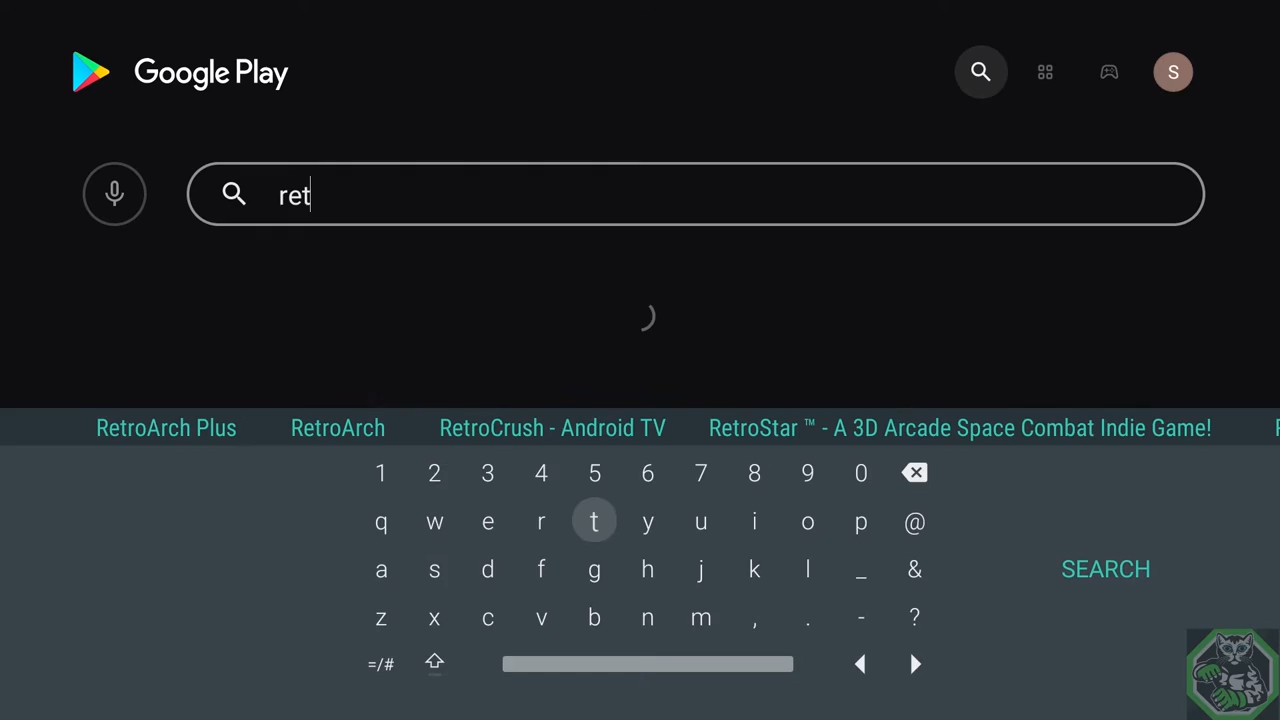 Google Play
S
ret
RetroArch Plus RetroArch RetroCrush - Android TV RetroStar ™ - A 3D Arcade Space Combat Indie Game!
1 2 3 4 5 6 7 8 9 0
q w e r t y u i o p @
a s d f g h j k l _ &
SEARCH
z x c v b n m , . - ?
=/#